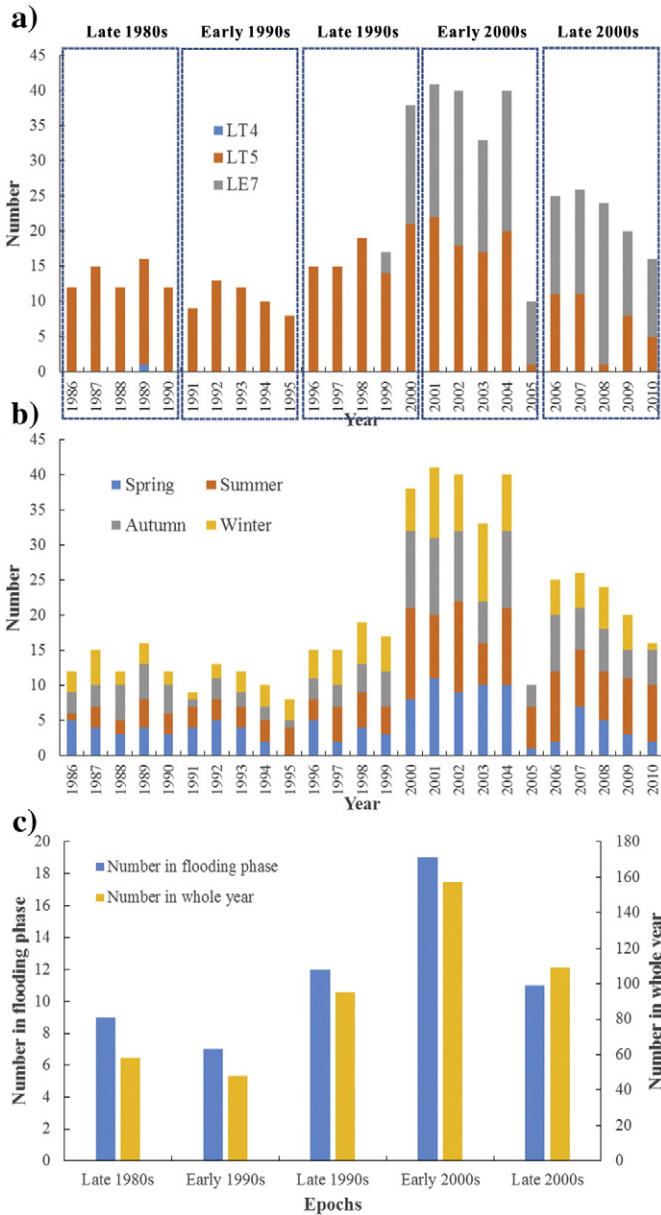 a)
Late 1980s Early 1990s Late 1990s Early 2000s Late 2000s
45
40
35
30
25
20
15
10
5
0
Number
LT4
LT5
LE7
1986 1987 1988 1989 1990 1991 1992 1993 1994 1995 1996 1997 1998 1999 2000 2001 2002 2003 2004 2005 2006 2007 2008 2009 2010
Year
b)
45
40
35
30
25
20
15
10
5
0
Number
Spring Summer
Autumn Winter
1986 1987 1988 1989 1990 1991 1992 1993 1994 1995 1996 1997 1998 1999 2000 2001 2002 2003 2004 2005 2006 2007 2008 2009 2010
Year
c)
20
18
16
14
12
10
8
6
4
2
0
Number in flooding phase
Number in flooding phase
Number in whole year
180
160
140
120
100
80
60
40
20
0
Number in whole year
Late 1980s Early 1990s Late 1990s Early 2000s Late 2000s
Epochs